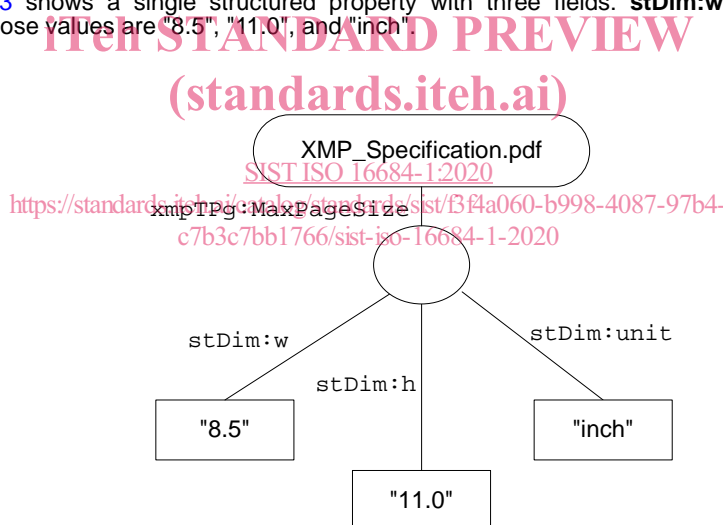 3 shows a single structured property with three fields: stDim:w
ose values are "8.5", "11.0", and "inch".
iTeh STANDARD PREVIEW
(standards.iteh.ai)
XMP_Specification.pdf
SIST ISO 16684-1:2020
https://standards.iteh.ai/catalog/standards/sist/f3f4a060-b998-4087-97b4-
xmpTPg:MaxPageSize
c7b3c7bb1766/sist-iso-16684-1-2020
stDim:w
stDim:unit
stDim:h
"8.5"
"inch"
"11.0"